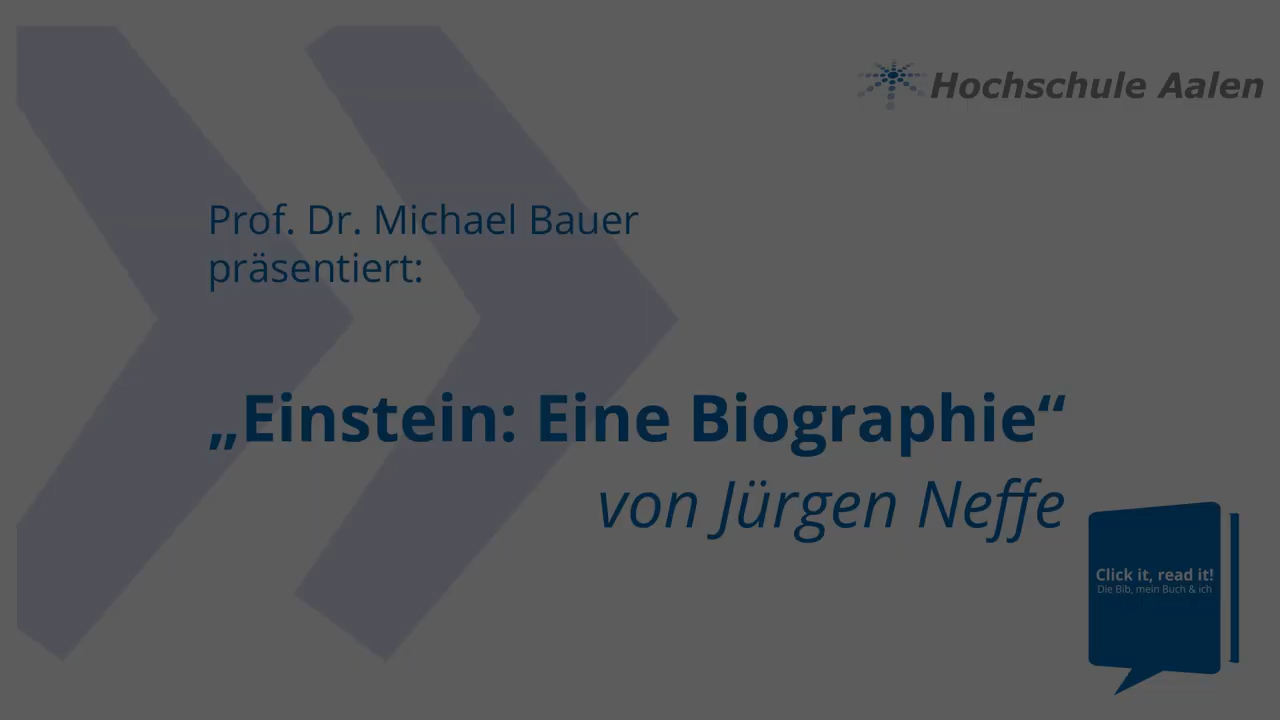 Hochschule Aalen
Prof. Dr. Michael Bauer
präsentiert:
„Einstein: Eine Biographie“
von Jürgen Neffe
Click it, read it!
Die Bib, mein Buch & ich